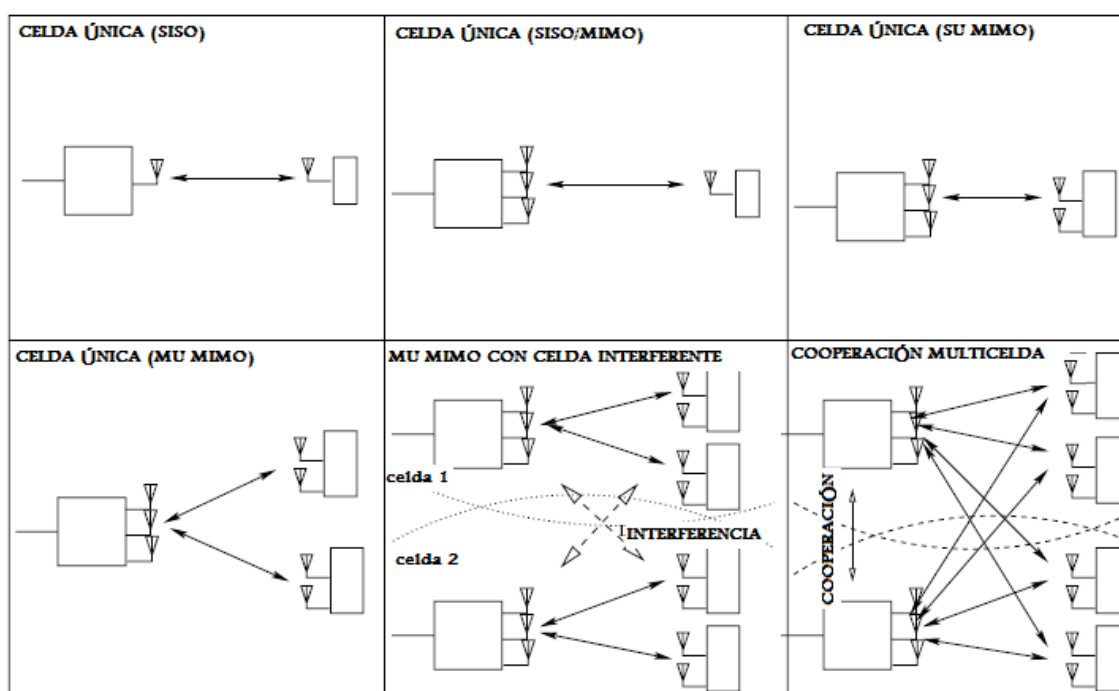 CELDA ÚNICA (SISO)
CELDA ÚNICA (SISO/MIMO)
CELDA ÚNICA (SU MIMO)
CELDA ÚNICA (MU MIMO)
MU MIMO CON CELDA INTERFERENTE
celda 1
INTERFERENCIA
celda 2
COOPERACIÓN MULTICELDA
COOPERACIÓN